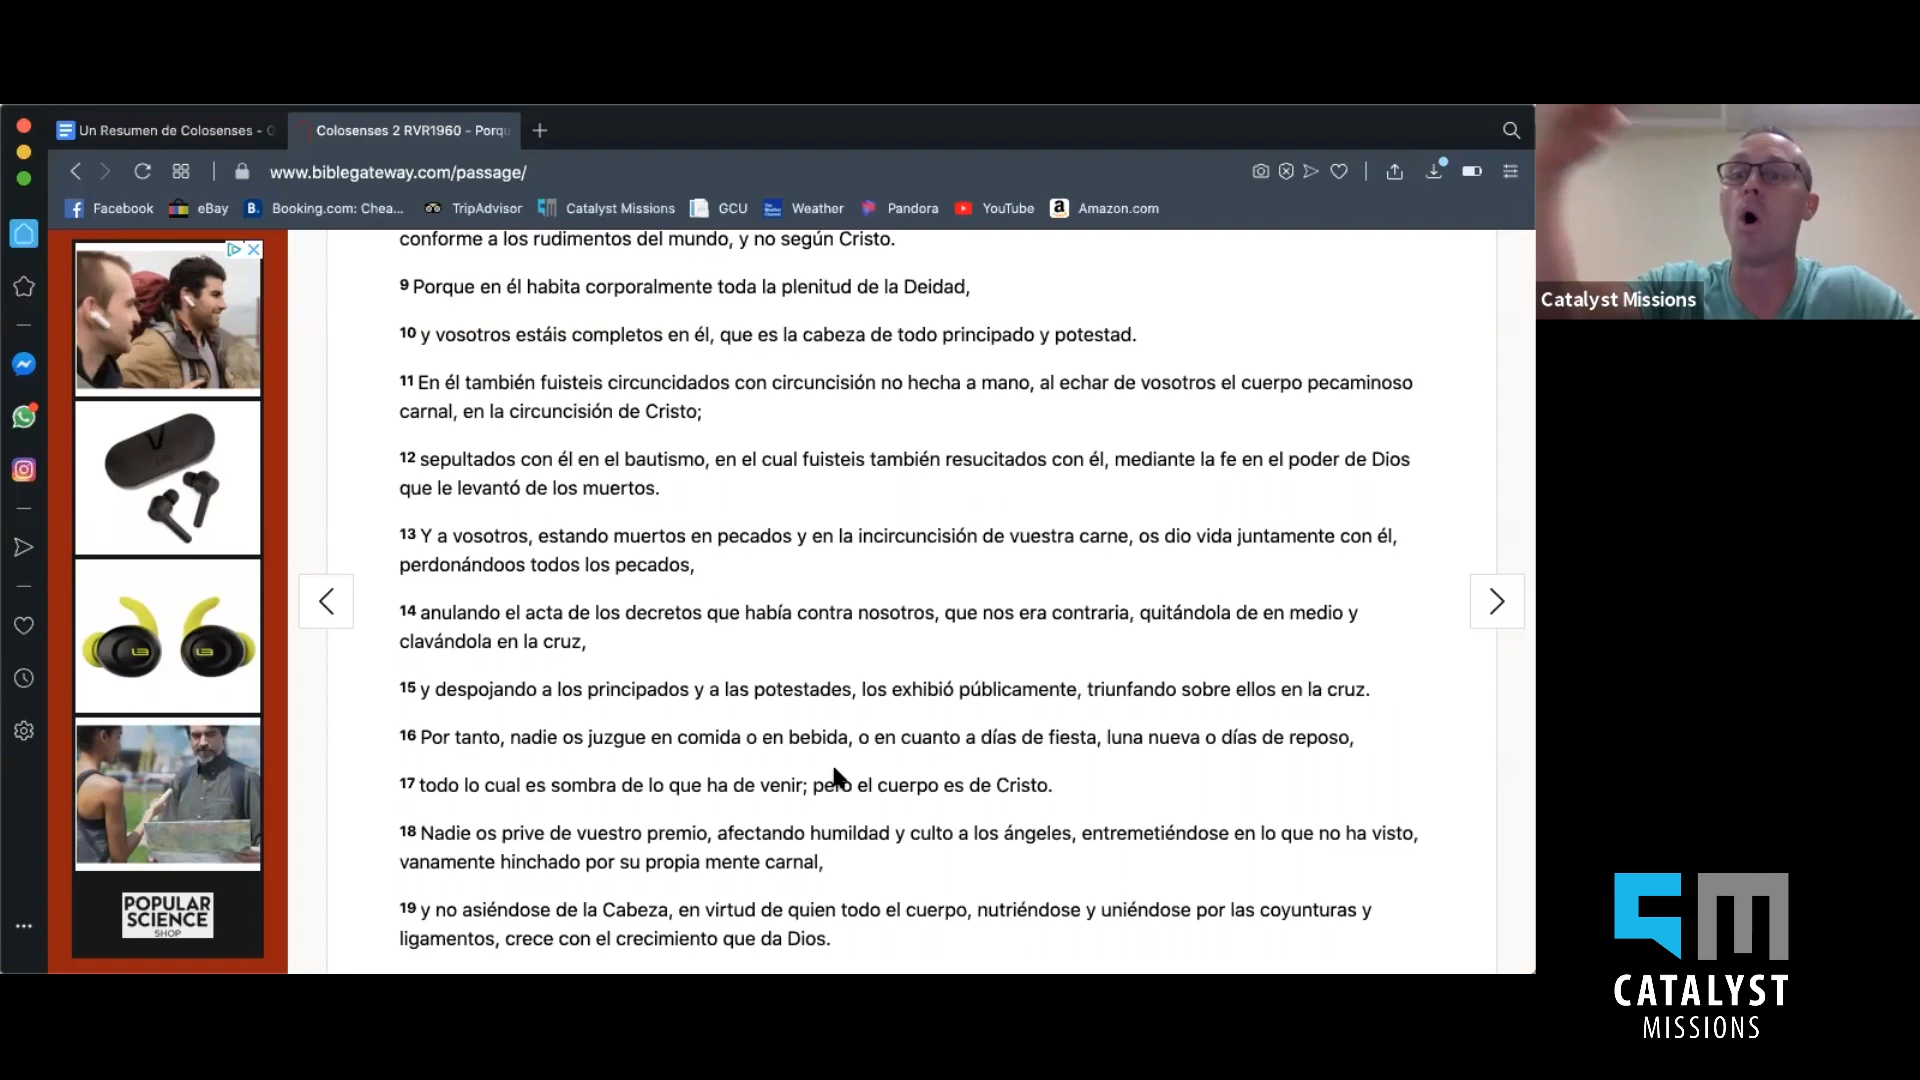 Un Resumen de Colosenses - G
Colosenses 2 RVR1960 - Porqu
www.biblegateway.com/passage/
Facebook
eBay
B.
Booking.com: Chea...
TripAdvisor
Catalyst Missions
GCU
Weather
Pandora
YouTube
a
Amazon.com
conforme a los rudimentos del mundo, y no según Cristo.
9 Porque en él habita corporalmente toda la plenitud de la Deidad,
10 y vosotros estáis completos en él, que es la cabeza de todo principado y potestad.
11 En él también fuisteis circuncidados con circuncisión no hecha a mano, al echar de vosotros el cuerpo pecaminoso
carnal, en la circuncisión de Cristo;
12 sepultados con él en el bautismo, en el cual fuisteis también resucitados con él, mediante la fe en el poder de Dios
que le levantó de los muertos.
13 Y a vosotros, estando muertos en pecados y en la incircuncisión de vuestra carne, os dio vida juntamente con él,
perdonándoos todos los pecados,
14 anulando el acta de los decretos que había contra nosotros, que nos era contraria, quitándola de en medio y
clavándola en la cruz,
15 y despojando a los principados y a las potestades, los exhibió públicamente, triunfando sobre ellos en la cruz.
16 Por tanto, nadie os juzgue en comida o en bebida, o en cuanto a días de fiesta, luna nueva o días de reposo,
17 todo lo cual es sombra de lo que ha de venir; pero el cuerpo es de Cristo.
18 Nadie os prive de vuestro premio, afectando humildad y culto a los ángeles, entremetiéndose en lo que no ha visto,
vanamente hinchado por su propia mente carnal,
19 y no asiéndose de la Cabeza, en virtud de quien todo el cuerpo, nutriéndose y uniéndose por las coyunturas y
ligamentos, crece con el crecimiento que da Dios.
POPULAR
SCIENCE
SHOP
Catalyst Missions
CATALYST
MISSIONS